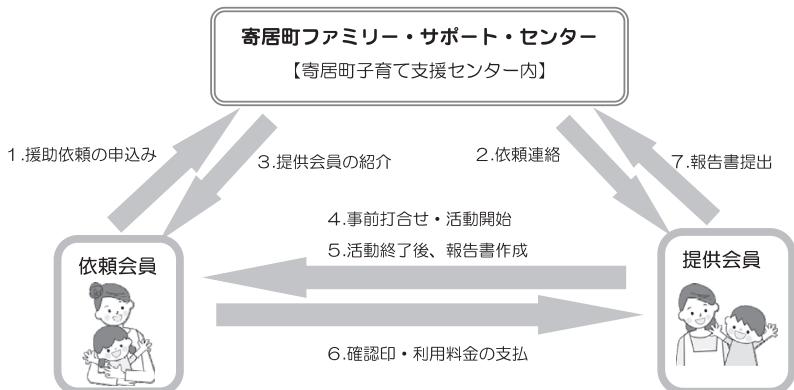 寄居町ファミリー・サポート・センター
【寄居町子育て支援センター内】
1.援助依頼の申込み
3.提供会員の紹介
2.依頼連絡
7.報告書提出
4.事前打合せ・活動開始
5.活動終了後、報告書作成
依頼会員
提供会員
6.確認印・利用料金の支払